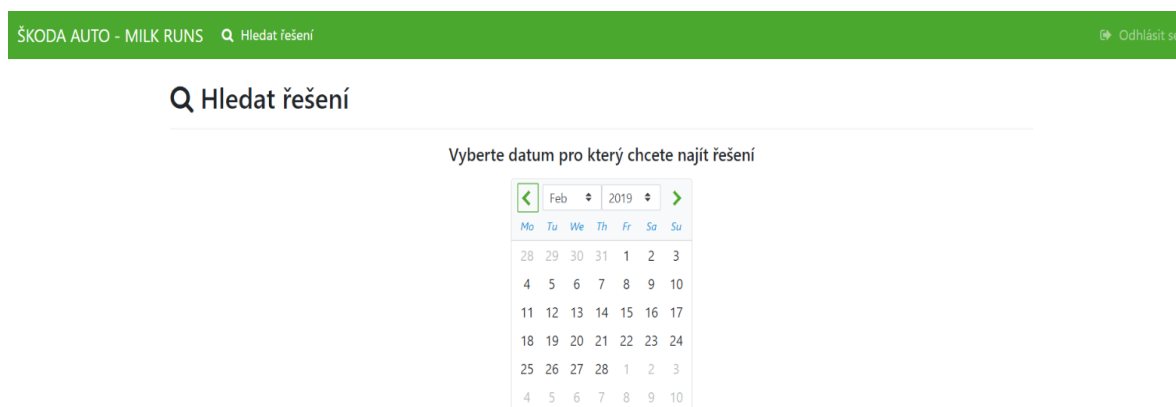 ŠKODA AUTO - MILK RUNS Hledat řešení Odhlásit se
Hledat řešení
Vyberte datum pro který chcete najít řešení
Feb 2019
Mo Tu We Th Fr Sa Su
28 29 30 31 1 2 3
4 5 6 7 8 9 10
11 12 13 14 15 16 17
18 19 20 21 22 23 24
25 26 27 28 1 2 3
4 5 6 7 8 9 10